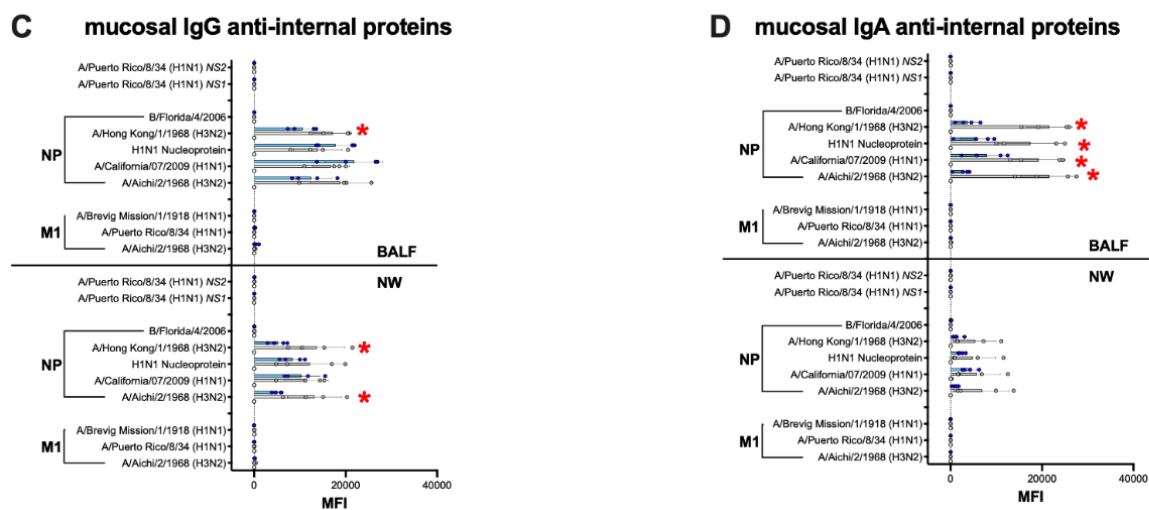 C mucosal IgG anti-internal proteins
A/Puerto Rico/8/34 (H1N1) NS2
A/Puerto Rico/8/34 (H1N1) NS1
B/Florida/4/2006
A/Hong Kong/1/1968 (H3N2) *
NP H1N1 Nucleoprotein
A/California/07/2009 (H1N1)
A/Aichi/2/1968 (H3N2)
A/Brevig Mission/1/1918 (H1N1)
M1 A/Puerto Rico/8/34 (H1N1)
A/Aichi/2/1968 (H3N2)
BALF
NW
A/Puerto Rico/8/34 (H1N1) NS2
A/Puerto Rico/8/34 (H1N1) NS1
B/Florida/4/2006
A/Hong Kong/1/1968 (H3N2) *
NP H1N1 Nucleoprotein
A/California/07/2009 (H1N1)
A/Aichi/2/1968 (H3N2) *
A/Brevig Mission/1/1918 (H1N1)
M1 A/Puerto Rico/8/34 (H1N1)
A/Aichi/2/1968 (H3N2)
0 20000 40000
MFI
D mucosal IgA anti-internal proteins
A/Puerto Rico/8/34 (H1N1) NS2
A/Puerto Rico/8/34 (H1N1) NS1
B/Florida/4/2006
A/Hong Kong/1/1968 (H3N2) *
NP H1N1 Nucleoprotein *
A/California/07/2009 (H1N1) *
A/Aichi/2/1968 (H3N2) *
A/Brevig Mission/1/1918 (H1N1)
M1 A/Puerto Rico/8/34 (H1N1)
A/Aichi/2/1968 (H3N2)
BALF
NW
A/Puerto Rico/8/34 (H1N1) NS2
A/Puerto Rico/8/34 (H1N1) NS1
B/Florida/4/2006
A/Hong Kong/1/1968 (H3N2)
NP H1N1 Nucleoprotein
A/California/07/2009 (H1N1)
A/Aichi/2/1968 (H3N2)
A/Brevig Mission/1/1918 (H1N1)
M1 A/Puerto Rico/8/34 (H1N1)
A/Aichi/2/1968 (H3N2)
0 20000 40000
MFI